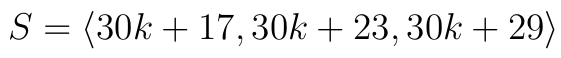 S = ⟨30k + 17, 30k + 23, 30k + 29⟩